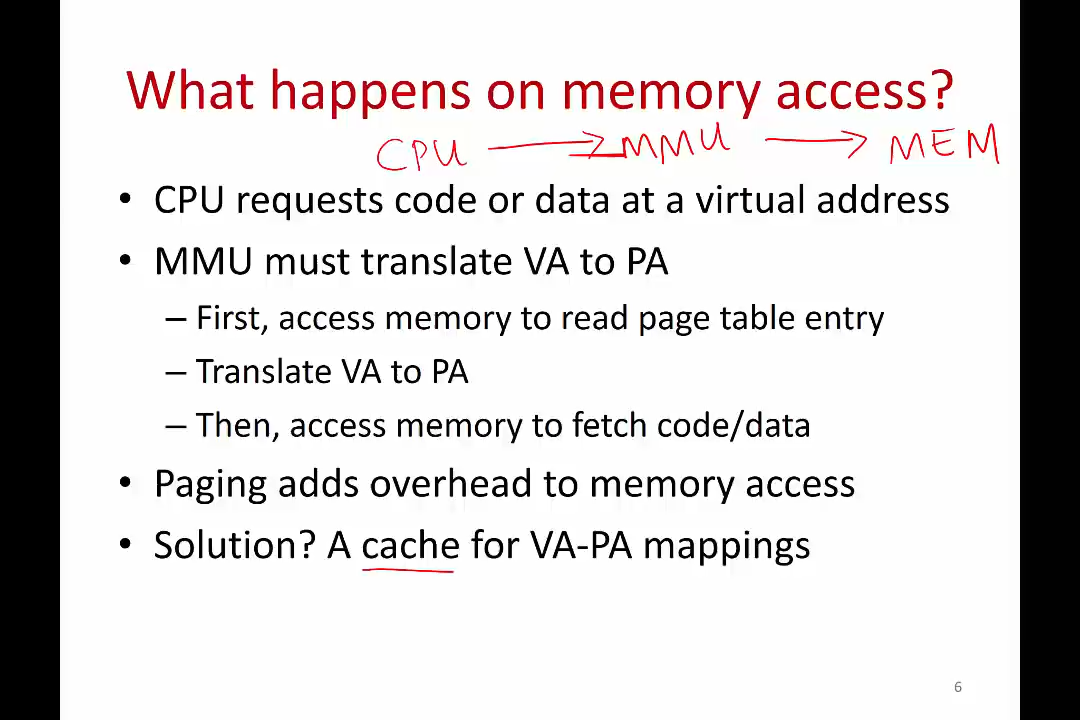 What happens on memory access?
CPU → MMU → MEM
• CPU requests code or data at a virtual address
• MMU must translate VA to PA
– First, access memory to read page table entry
– Translate VA to PA
– Then, access memory to fetch code/data
• Paging adds overhead to memory access
• Solution? A cache for VA-PA mappings
6